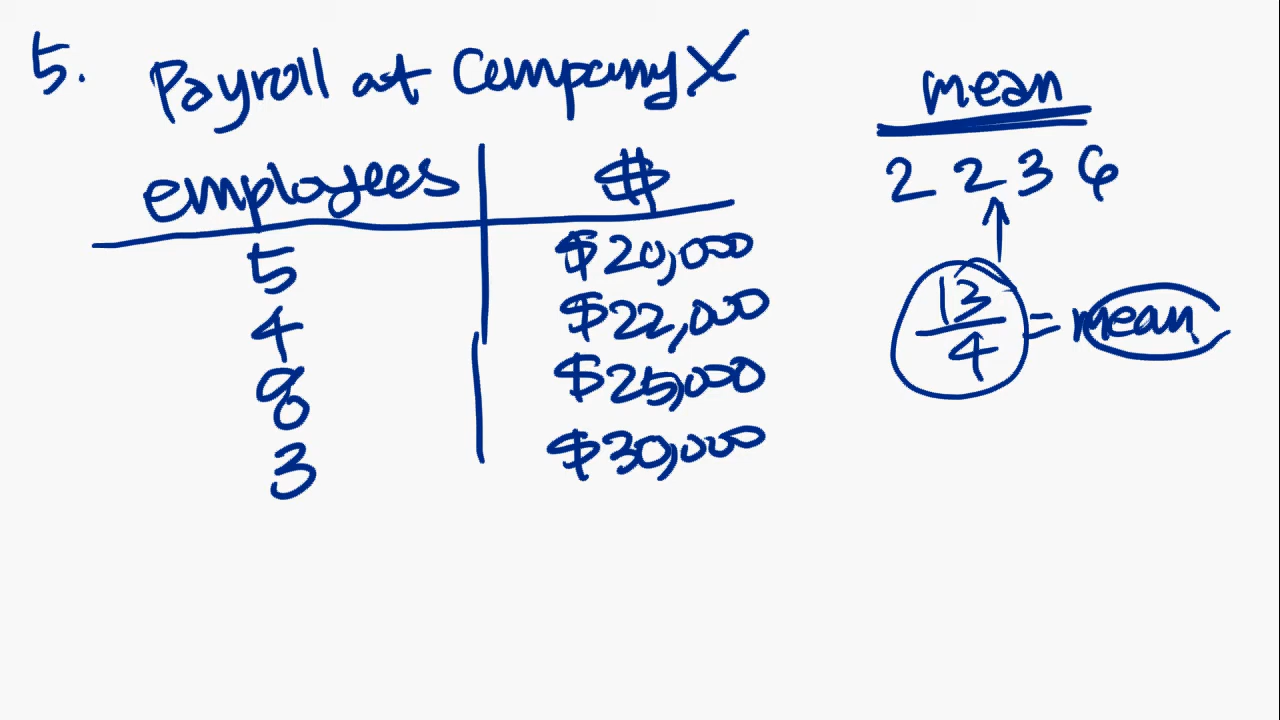 5. Payroll at Company X
employees $
5 $20,000
4 $22,000
8 $25,000
3 $30,000
mean
2 2 3 6
13
4
= mean